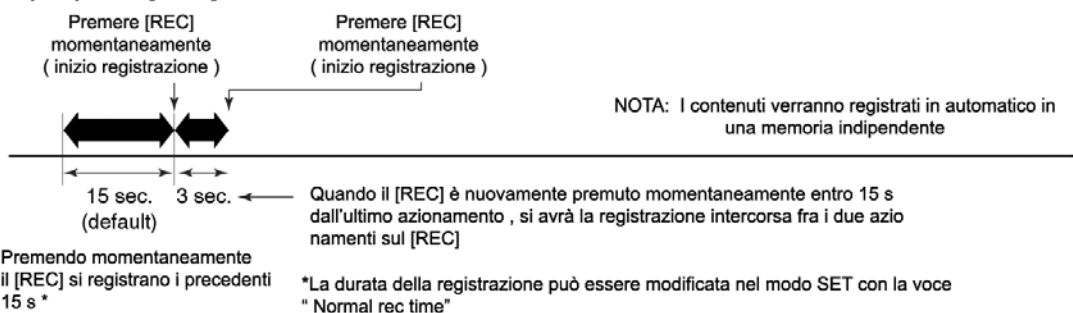 Premere [REC]
momentaneamente
( inizio registrazione )
Premere [REC]
momentaneamente
( inizio registrazione )
NOTA: I contenuti verranno registrati in automatico in
una memoria indipendente
15 sec.
(default)
3 sec.
Quando il [REC] è nuovamente premuto momentaneamente entro 15 s
dall'ultimo azionamento , si avrà la registrazione intercorsa fra i due azio
namenti sul [REC]
Premendo momentaneamente
il [REC] si registrano i precedenti
15 s *
*La durata della registrazione può essere modificata nel modo SET con la voce
“ Normal rec time”